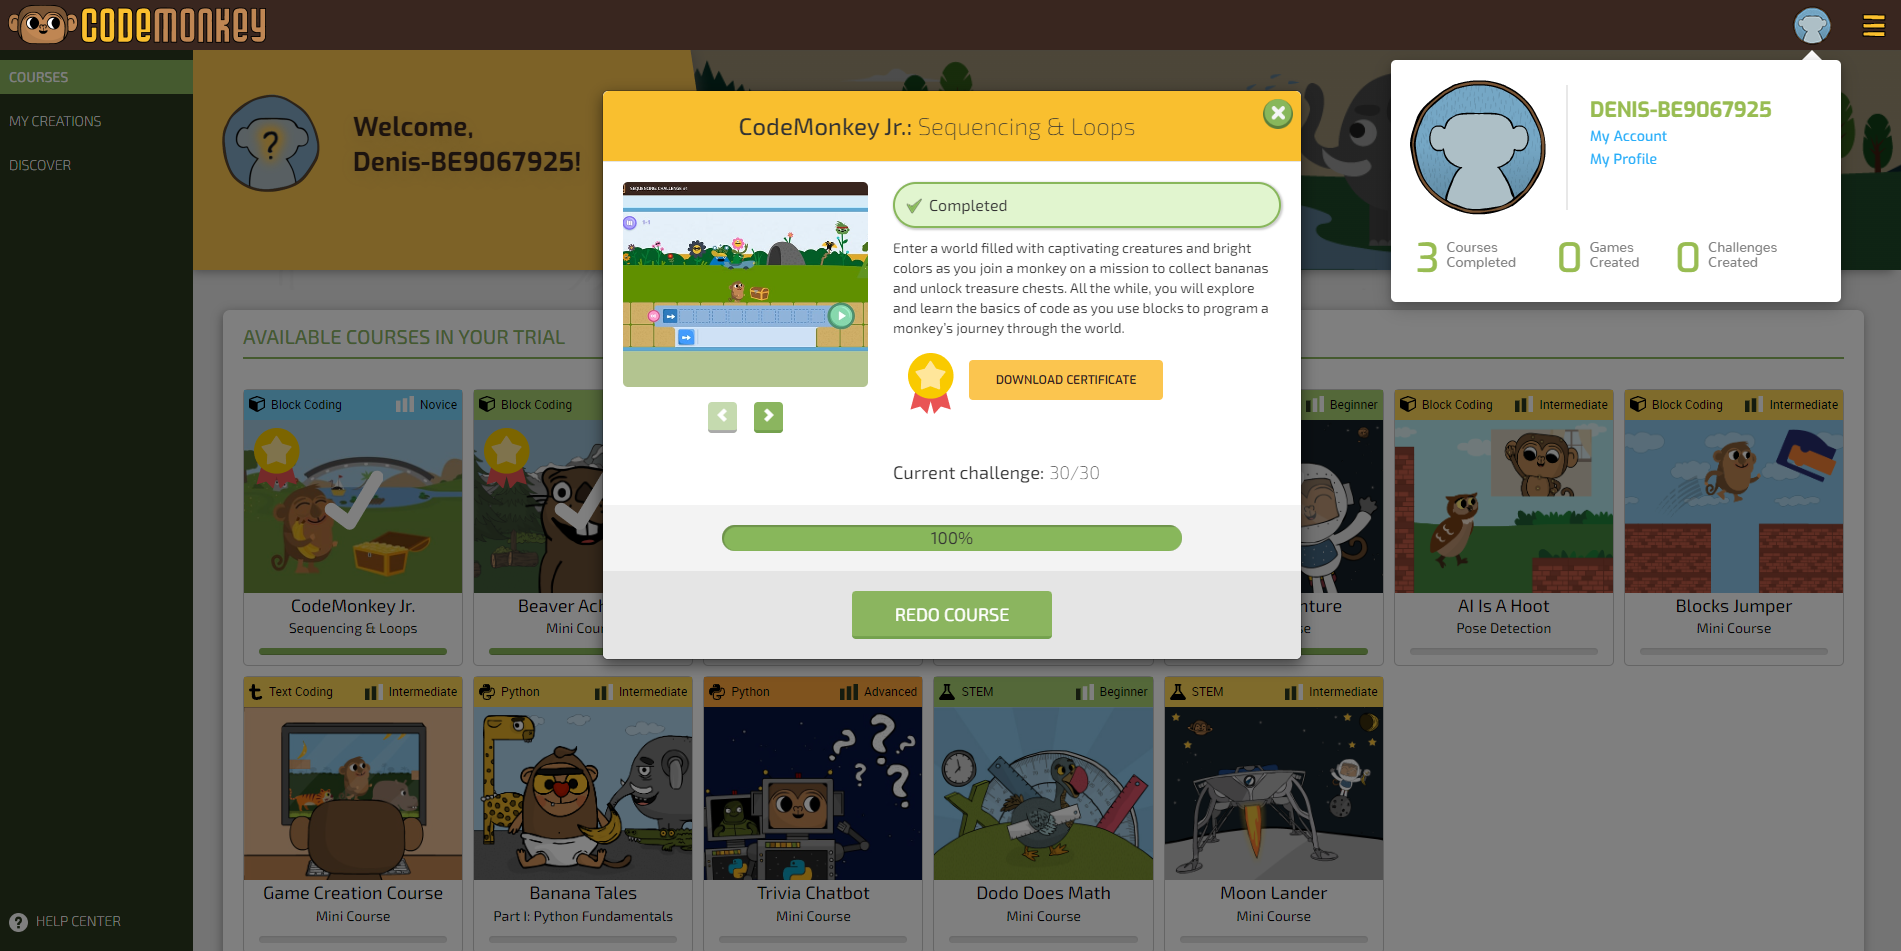 CODEMONKEY
COURSES
MY CREATIONS
DISCOVER
HELP CENTER
Welcome,
Denis-BE9067925!
DENIS-BE9067925
My Account
My Profile
3 Courses Completed
0 Games Created
0 Challenges Created
CodeMonkey Jr.: Sequencing & Loops
Completed
Enter a world filled with captivating creatures and bright
colors as you join a monkey on a mission to collect bananas
and unlock treasure chests. All the while, you will explore
and learn the basics of code as you use blocks to program a
monkey's journey through the world.
DOWNLOAD CERTIFICATE
Current challenge: 30/30
100%
REDO COURSE
AVAILABLE COURSES IN YOUR TRIAL
Block Coding Novice
CodeMonkey Jr.
Sequencing & Loops
Block Coding
Beaver Ach
Mini Cour
Beginner
nture
se
Block Coding Intermediate
AI Is A Hoot
Pose Detection
Block Coding Intermediate
Blocks Jumper
Mini Course
Text Coding Intermediate
Game Creation Course
Mini Course
Python Intermediate
Banana Tales
Part I: Python Fundamentals
Python Advanced
Trivia Chatbot
Mini Course
STEM Beginner
Dodo Does Math
Mini Course
STEM Intermediate
Moon Lander
Mini Course